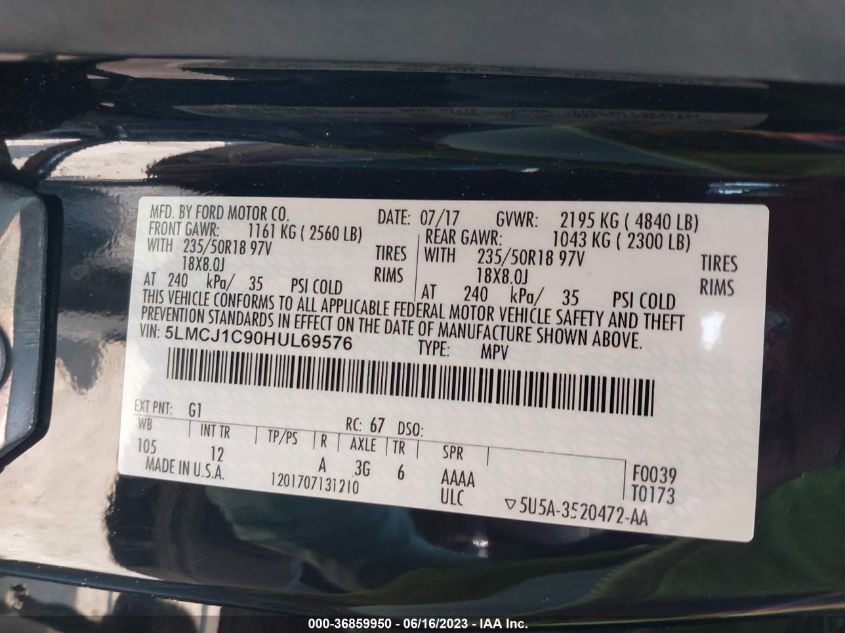 MFD. BY FORD MOTOR CO. DATE: 07/17 GVWR: 2195 KG ( 4840 LB)
FRONT GAWR: 1161 KG ( 2560 LB) REAR GAWR: 1043 KG ( 2300 LB)
WITH 235/50R18 97V TIRES WITH 235/50R18 97V TIRES
18X8.0J RIMS 18X8.0J RIMS
AT 240 kPa/ 35 PSI COLD AT 240 kPa/ 35 PSI COLD
THIS VEHICLE CONFORMS TO ALL APPLICABLE FEDERAL MOTOR VEHICLE SAFETY AND THEFT
PREVENTION STANDARDS IN EFFECT ON THE DATE OF MANUFACTURE SHOWN ABOVE.
VIN: 5LMCJ1C90HUL69576 TYPE: MPV
EXT PNT: G1 RC: 67 DSO:
WB INT TR TP/PS R AXLE TR SPR
105 12 A 3G 6 AAAA F0039
MADE IN U.S.A. 1201707131210 ULC T0173
▽5U5A-3520472-AA
000-36859950 - 06/16/2023 - IAA Inc.